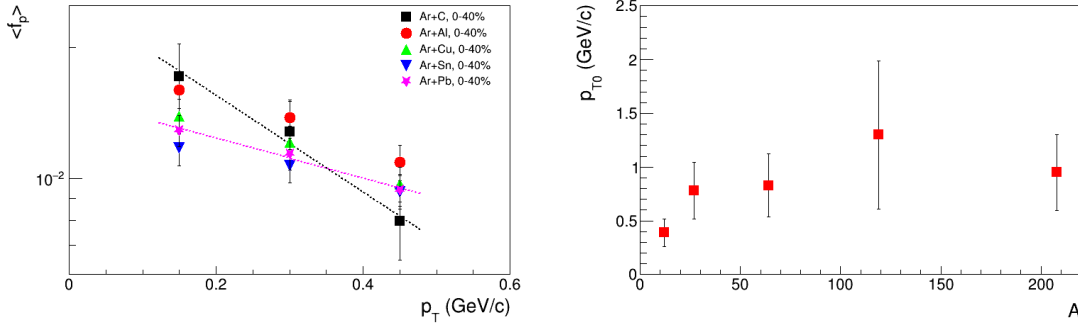 <f_p>
Ar+C, 0-40%
Ar+Al, 0-40%
Ar+Cu, 0-40%
Ar+Sn, 0-40%
Ar+Pb, 0-40%
10^-2
0 0.2 0.4 0.6
p_T (GeV/c)
p_T0 (GeV/c)
2.5
2
1.5
1
0.5
0
0 50 100 150 200
A